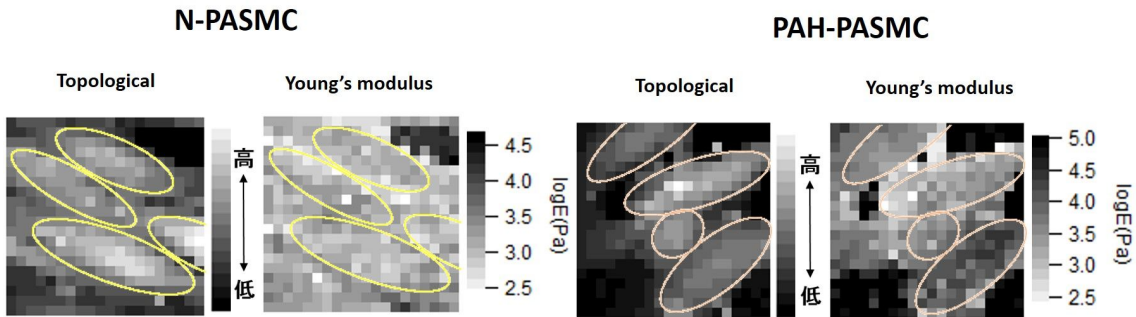 N-PASMC
Topological
Young's modulus
高
低
4.5
4.0
3.5
3.0
2.5
logE(Pa)
PAH-PASMC
Topological
Young's modulus
高
低
5.0
4.5
4.0
3.5
3.0
2.5
logE(Pa)